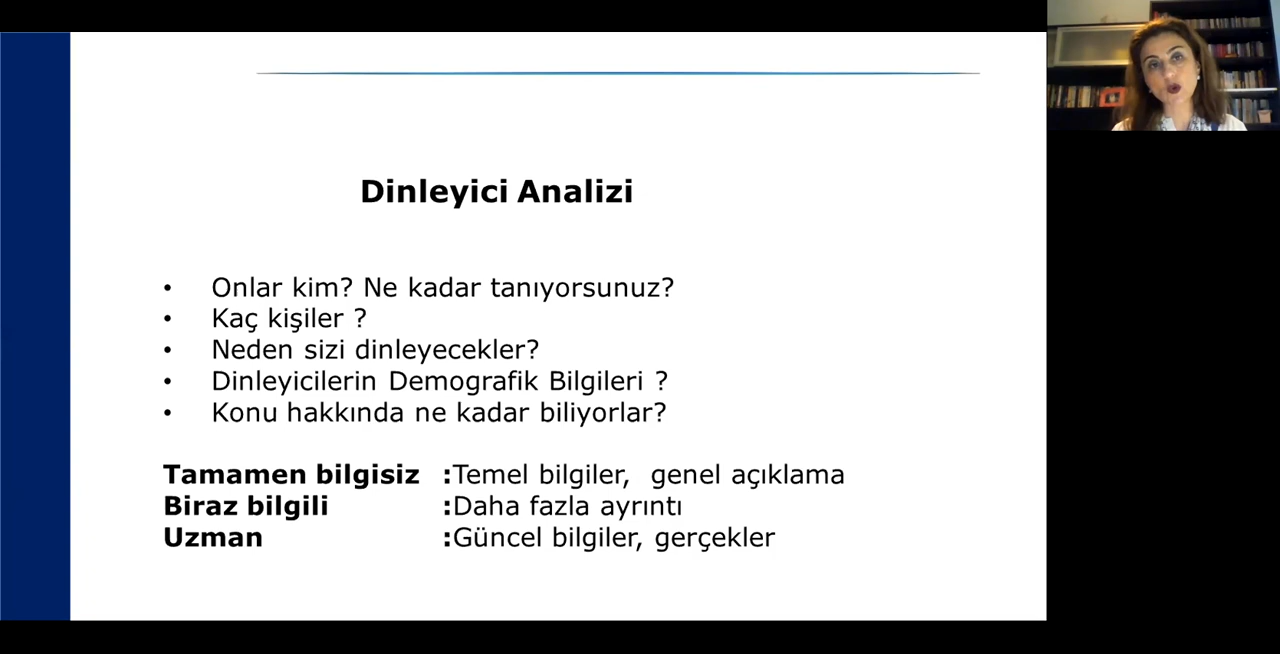 Dinleyici Analizi
• Onlar kim? Ne kadar tanıyorsunuz?
• Kaç kişiler ?
• Neden sizi dinleyecekler?
• Dinleyicilerin Demografik Bilgileri ?
• Konu hakkında ne kadar biliyorlar?
Tamamen bilgisiz :Temel bilgiler, genel açıklama
Biraz bilgili :Daha fazla ayrıntı
Uzman :Güncel bilgiler, gerçekler